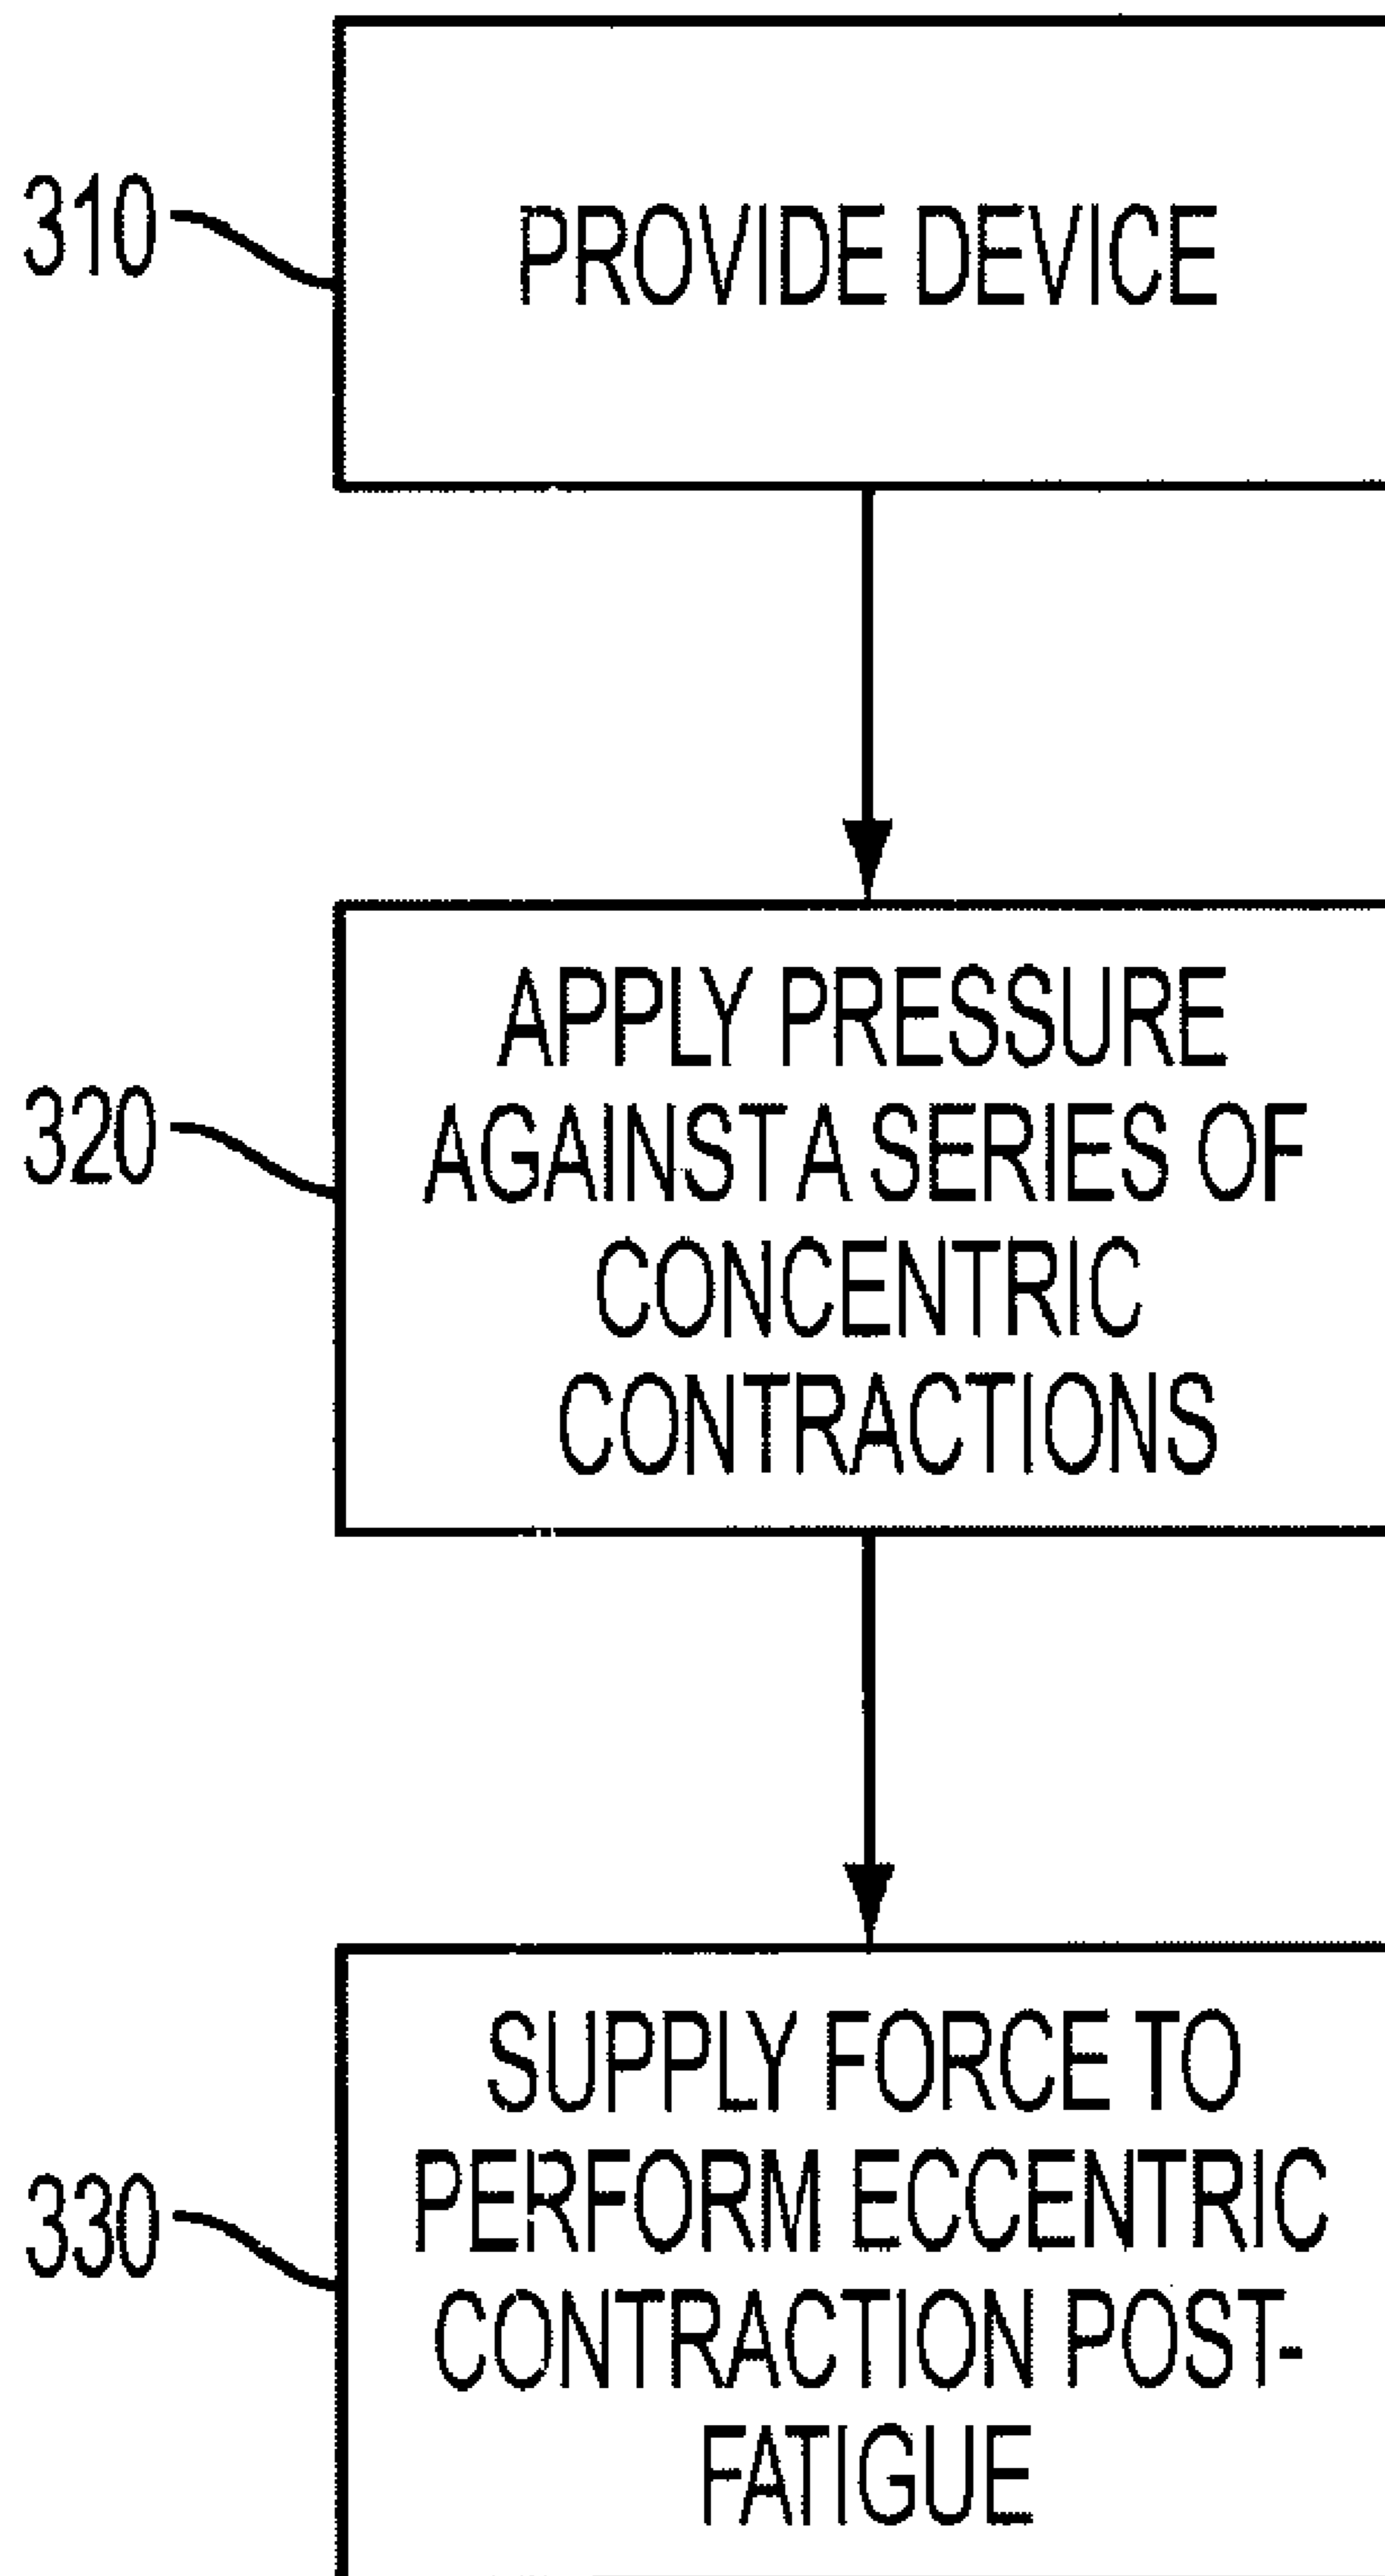 310
PROVIDE DEVICE
320
APPLY PRESSURE
AGAINST A SERIES OF
CONCENTRIC
CONTRACTIONS
330
SUPPLY FORCE TO
PERFORM ECCENTRIC
CONTRACTION POST-
FATIGUE